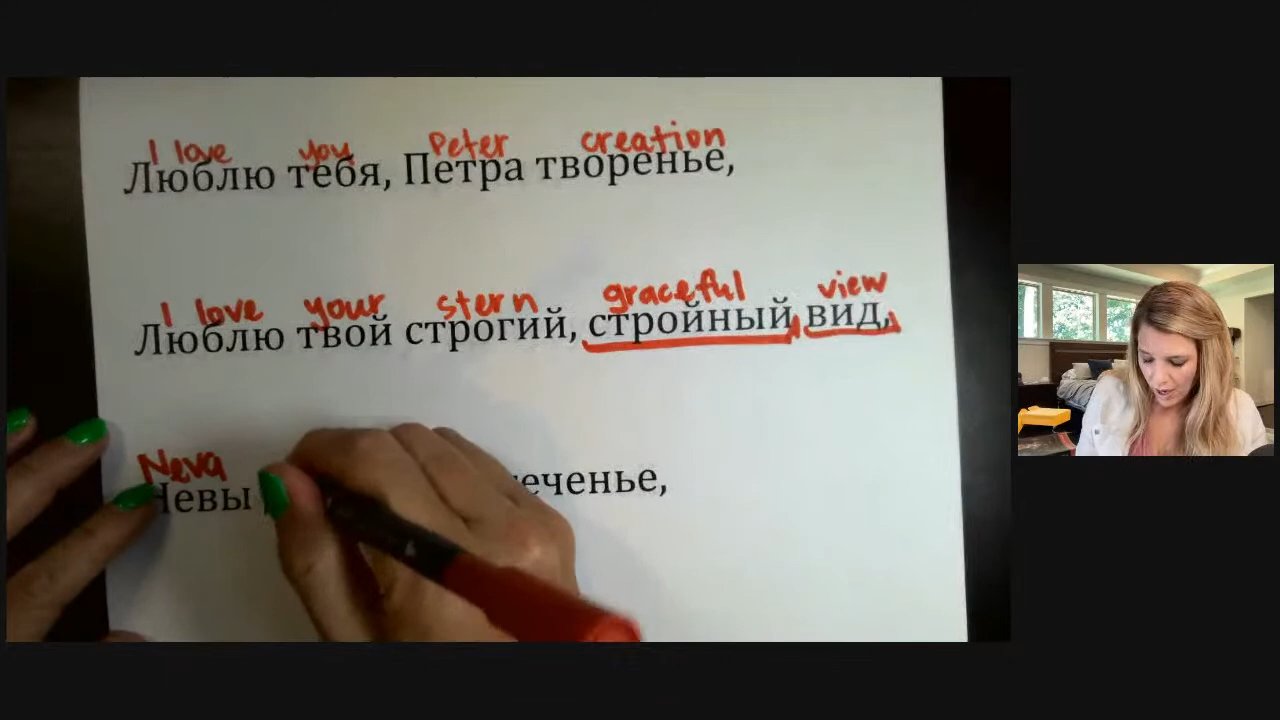 I love you Peter creation
Люблю тебя, Петра творенье,
I love your stern graceful view
Люблю твой строгий, стройный вид,
Neva
Невы теченье,